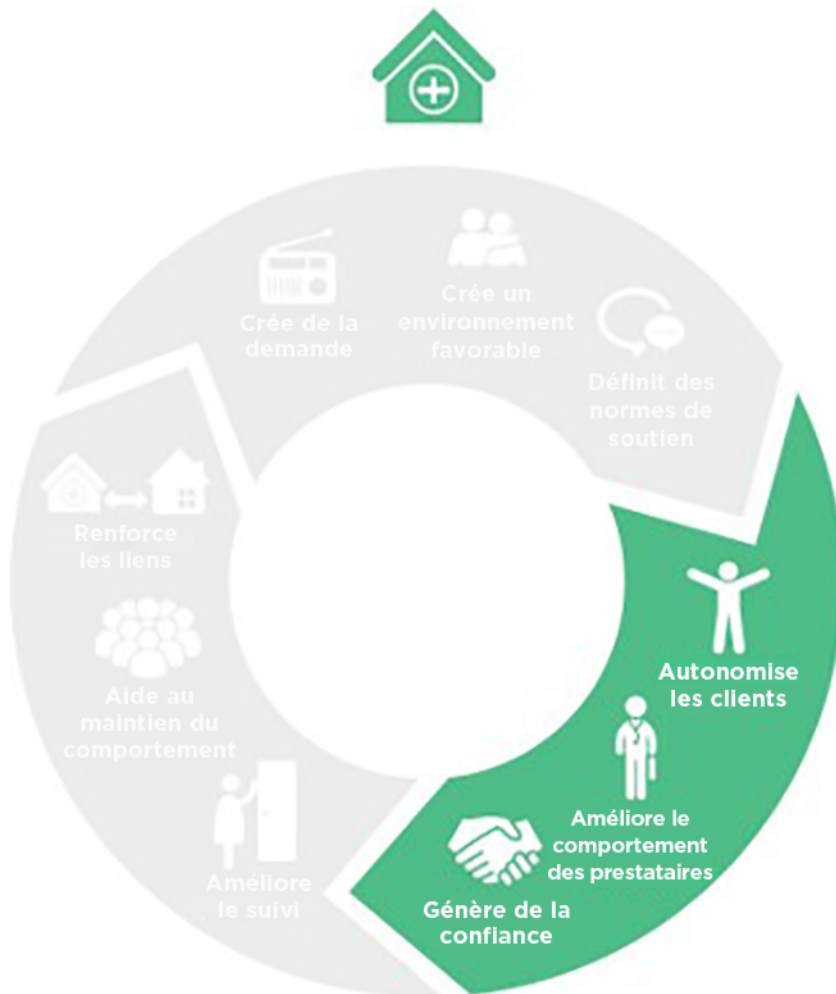 Crée de la
demande
Crée un
environnement
favorable
Définit des
normes de
soutien
Autonomise
les clients
Améliore le
comportement
des prestataires
Génère de la
confiance
Améliore
le suivi
Aide au
maintien du
comportement
Renforce
les liens